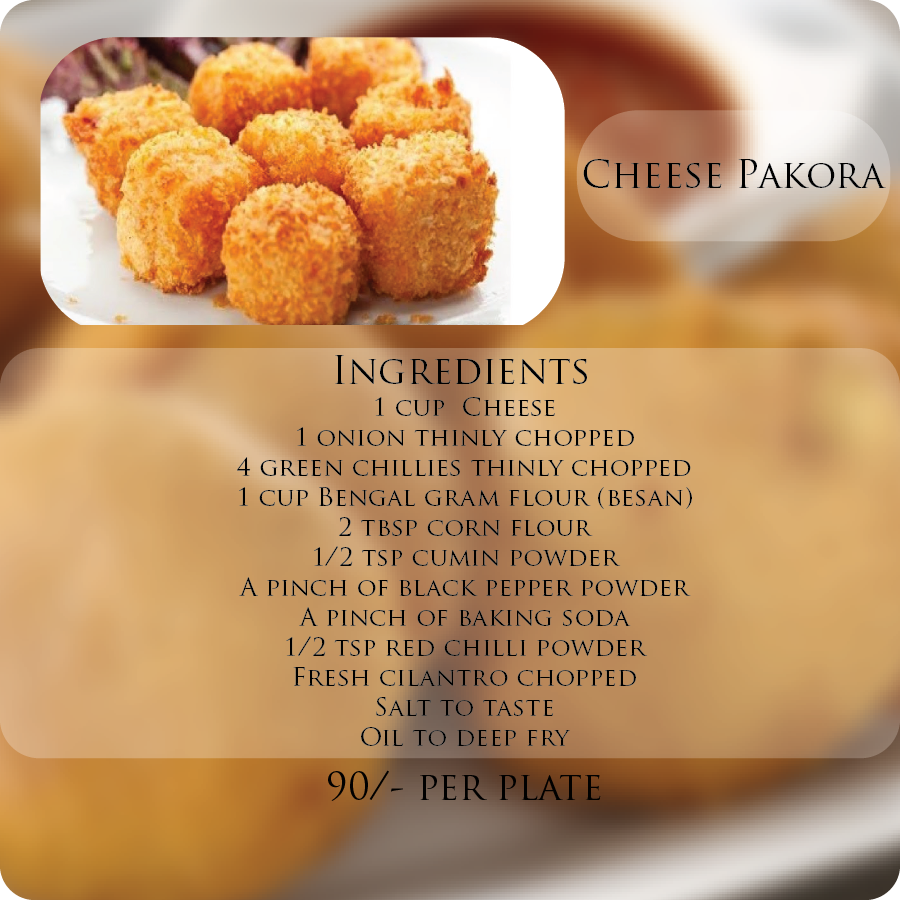 Cheese Pakora
Ingredients
1 cup Cheese
1 onion thinly chopped
4 green chillies thinly chopped
1 cup Bengal gram flour (besan)
2 tbsp corn flour
1/2 tsp cumin powder
A pinch of black pepper powder
A pinch of baking soda
1/2 tsp red chilli powder
Fresh cilantro chopped
Salt to taste
Oil to deep fry
90/- per plate